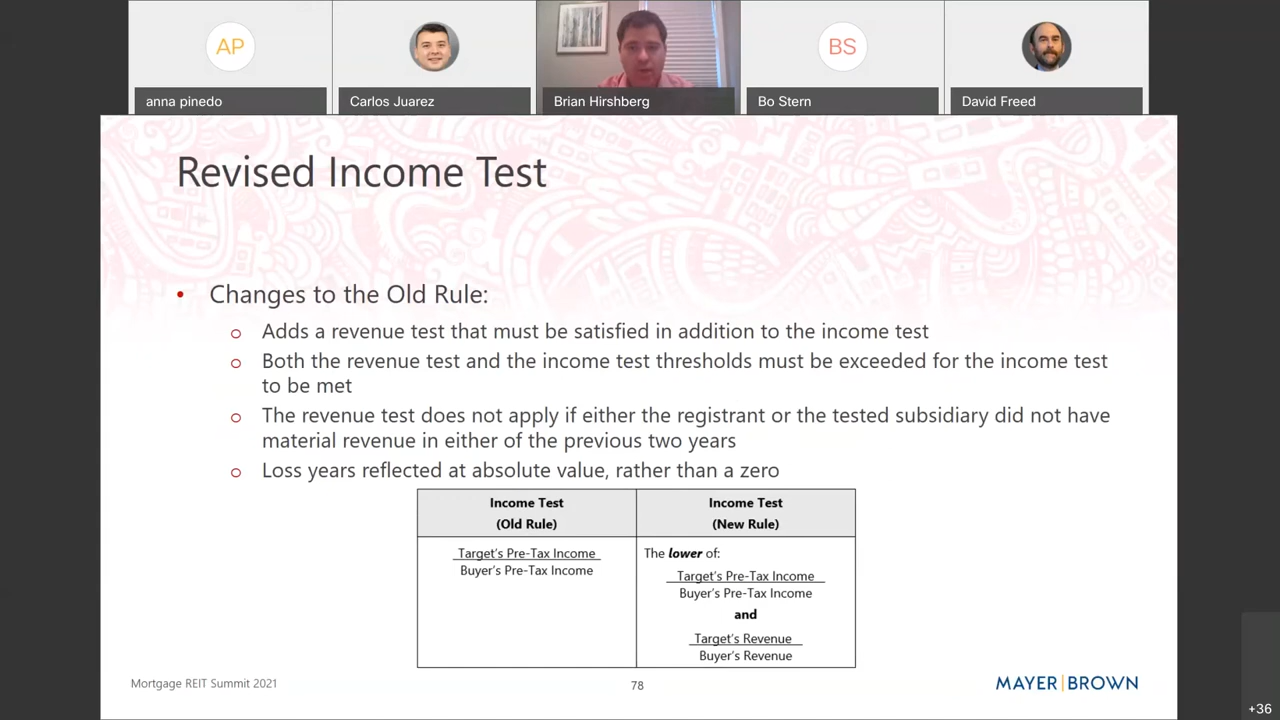 AP
BS
anna pinedo
Carlos Juarez
Brian Hirshberg
Bo Stern
David Freed
Revised Income Test
• Changes to the Old Rule:
o Adds a revenue test that must be satisfied in addition to the income test
o Both the revenue test and the income test thresholds must be exceeded for the income test
to be met
o The revenue test does not apply if either the registrant or the tested subsidiary did not have
material revenue in either of the previous two years
o Loss years reflected at absolute value, rather than a zero
Income Test
(Old Rule)
Income Test
(New Rule)
Target's Pre-Tax Income
Buyer's Pre-Tax Income
The lower of:
Target's Pre-Tax Income
Buyer's Pre-Tax Income
and
Target's Revenue
Buyer's Revenue
Mortgage REIT Summit 2021
78
MAYER|BROWN
+36